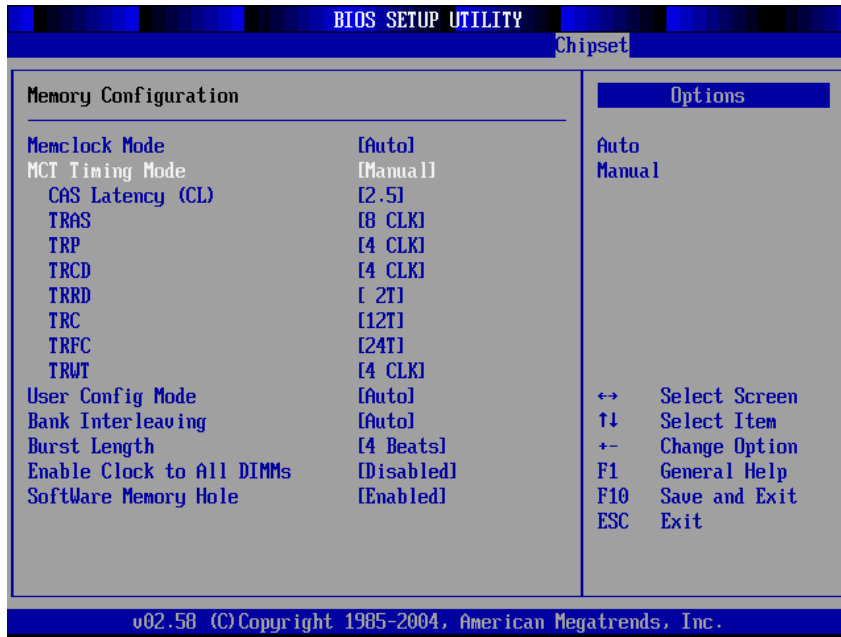 BIOS SETUP UTILITY
Chipset
Memory Configuration
Memclock Mode [Auto]
MCT Timing Mode [Manual]
CAS Latency (CL) [2.5]
TRAS [8 CLK]
TRP [4 CLK]
TRCD [4 CLK]
TRRD [ 2T]
TRC [12T]
TRFC [24T]
TRWT [4 CLK]
User Config Mode [Auto]
Bank Interleaving [Auto]
Burst Length [4 Beats]
Enable Clock to All DIMMs [Disabled]
SoftWare Memory Hole [Enabled]
Options
Auto
Manual
↔ Select Screen
↑↓ Select Item
+- Change Option
F1 General Help
F10 Save and Exit
ESC Exit
v02.58 (C)Copyright 1985-2004, American Megatrends, Inc.